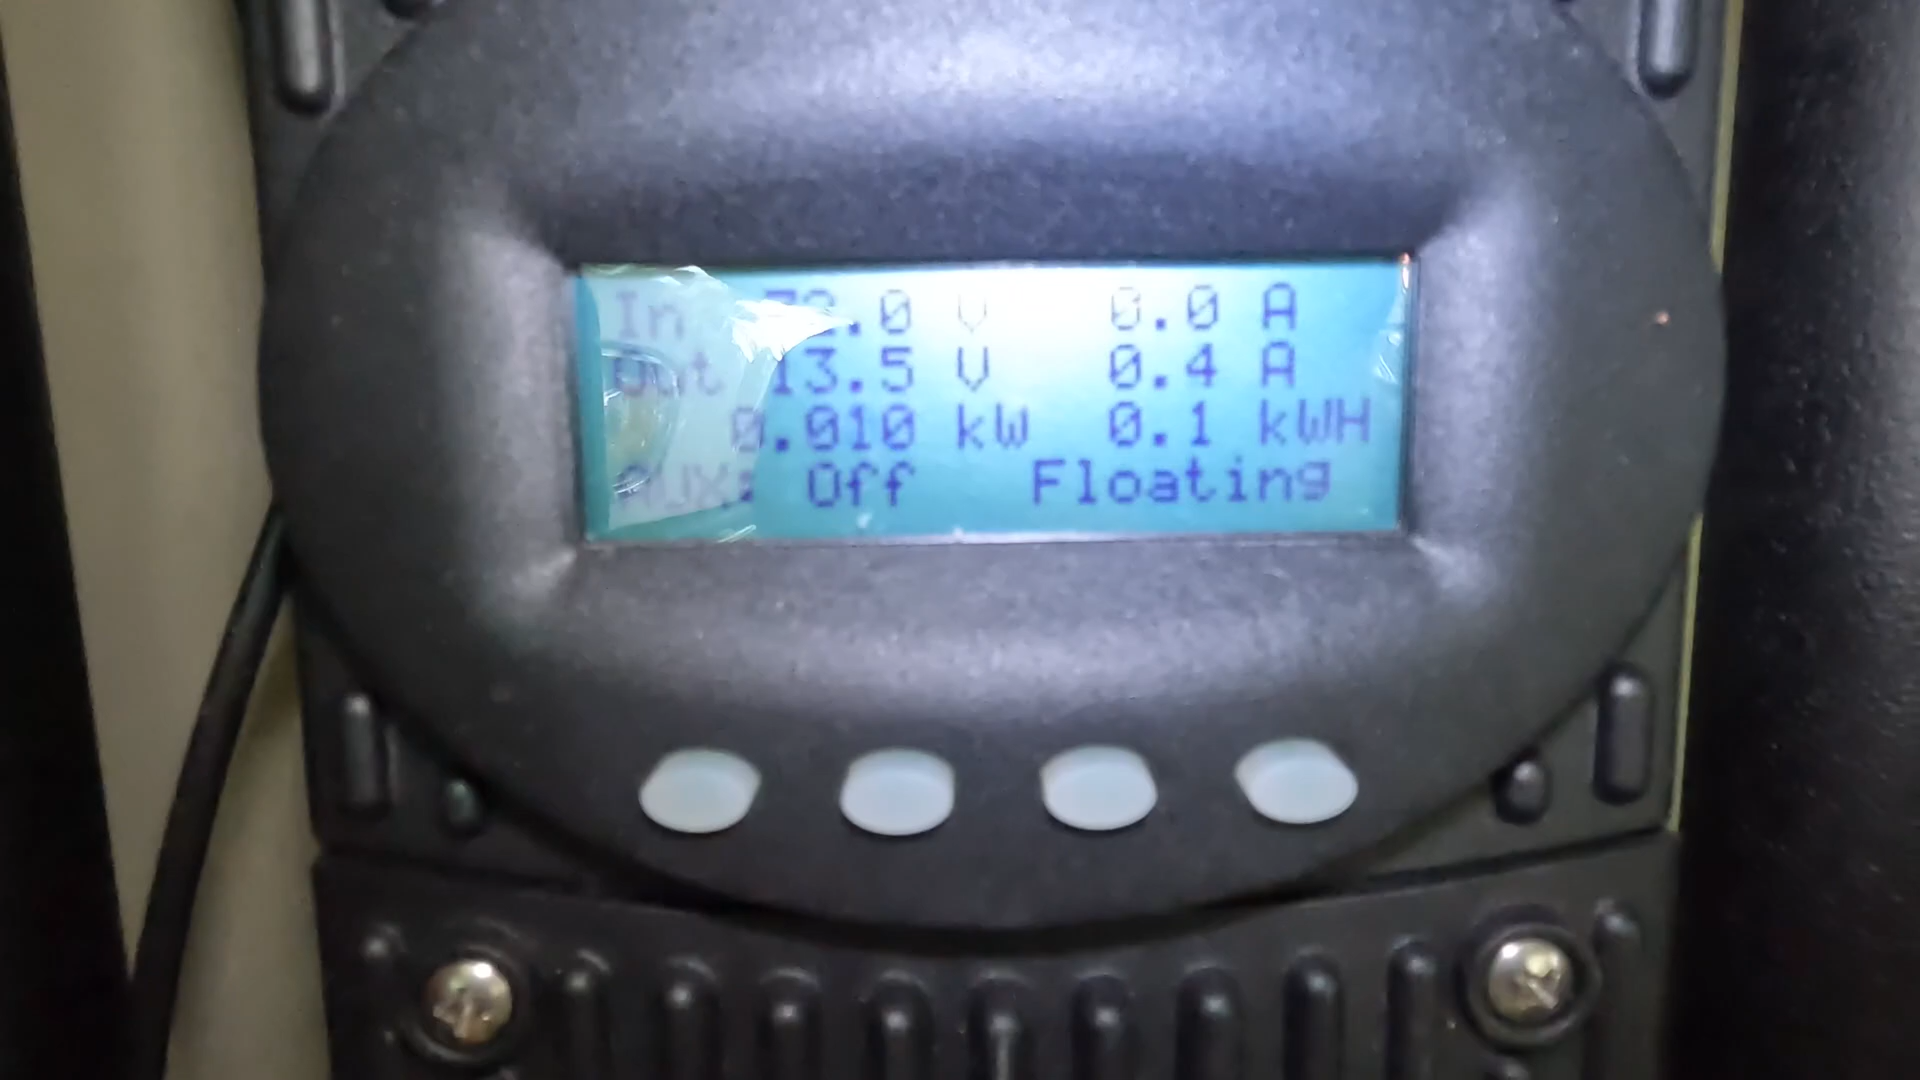 In 72.0 V 0.0 A
Out 13.5 V 0.4 A
0.010 kW 0.1 kWH
AUX: Off Floating